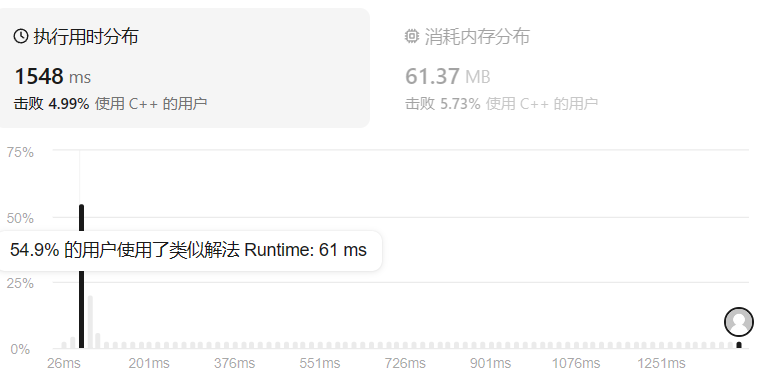 执行用时分布
1548 ms
击败 4.99% 使用 C++ 的用户
消耗内存分布
61.37 MB
击败 5.73% 使用 C++ 的用户
75%
50%
54.9% 的用户使用了类似解法 Runtime: 61 ms
25%
0%
26ms 201ms 376ms 551ms 726ms 901ms 1076ms 1251ms